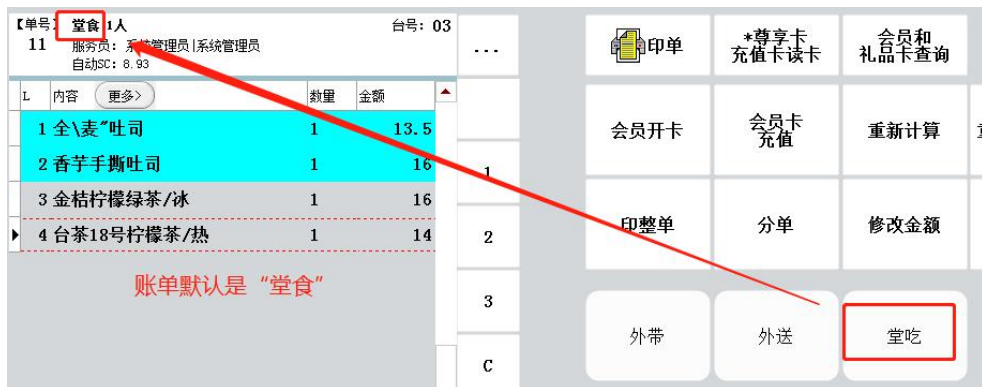 【单号】 堂食 1人 台号: 03
11 服务员: 系统管理员|系统管理员
自动SC: 8.93
L 内容 更多> 数量 金额
1 全\麦〞吐司 1 13.5
2 香芋手撕吐司 1 16
3 金桔柠檬绿茶/冰 1 16
4 台茶18号柠檬茶/热 1 14
账单默认是“堂食”
...
1
2
3
C
印单
*尊享卡
充值卡读卡
会员和
礼品卡查询
会员开卡
会员卡
充值
重新计算
印整单
分单
修改金额
外带
外送
堂吃